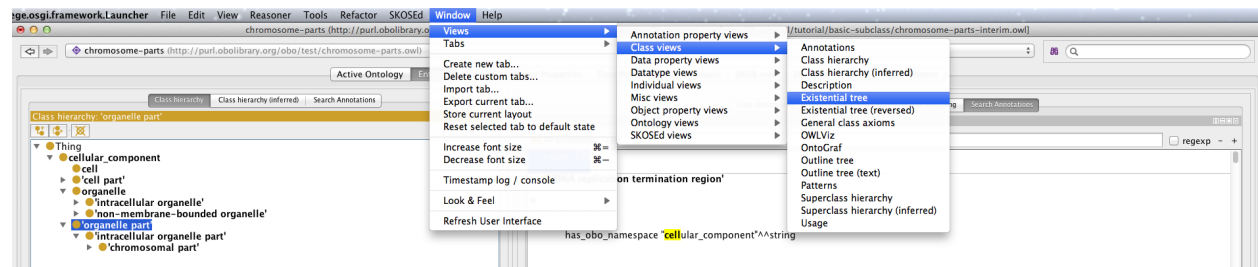 ege.osgi.framework.Launcher File Edit View Reasoner Tools Refactor SKOSEd Window Help
chromosome-parts (http://purl.obolibrary.o
l/tutorial/basic-subclass/chromosome-parts-interim.owl]
chromosome-parts (http://purl.obolibrary.org/obo/test/chromosome-parts.owl)
Active Ontology
Class hierarchy Class hierarchy (inferred) Search Annotations
Class hierarchy: 'organelle part'
Thing
cellular_component
cell
'cell part'
organelle
'intracellular organelle'
'non-membrane-bounded organelle'
'organelle part'
'intracellular organelle part'
'chromosomal part'
Views
Tabs
Create new tab...
Delete custom tabs...
Import tab...
Export current tab...
Store current layout
Reset selected tab to default state
Increase font size ⌘=
Decrease font size ⌘−
Timestamp log / console
Look & Feel
Refresh User Interface
Annotation property views
Class views
Data property views
Datatype views
Individual views
Misc views
Object property views
Ontology views
SKOSEd views
Annotations
Class hierarchy
Class hierarchy (inferred)
Description
Existential tree
Existential tree (reversed)
General class axioms
OWLViz
OntoGraf
Outline tree
Outline tree (text)
Patterns
Superclass hierarchy
Superclass hierarchy (inferred)
Usage
Search Annotations
regexp - +
replication termination region'
has_obo_namespace "cellular_component"^^string